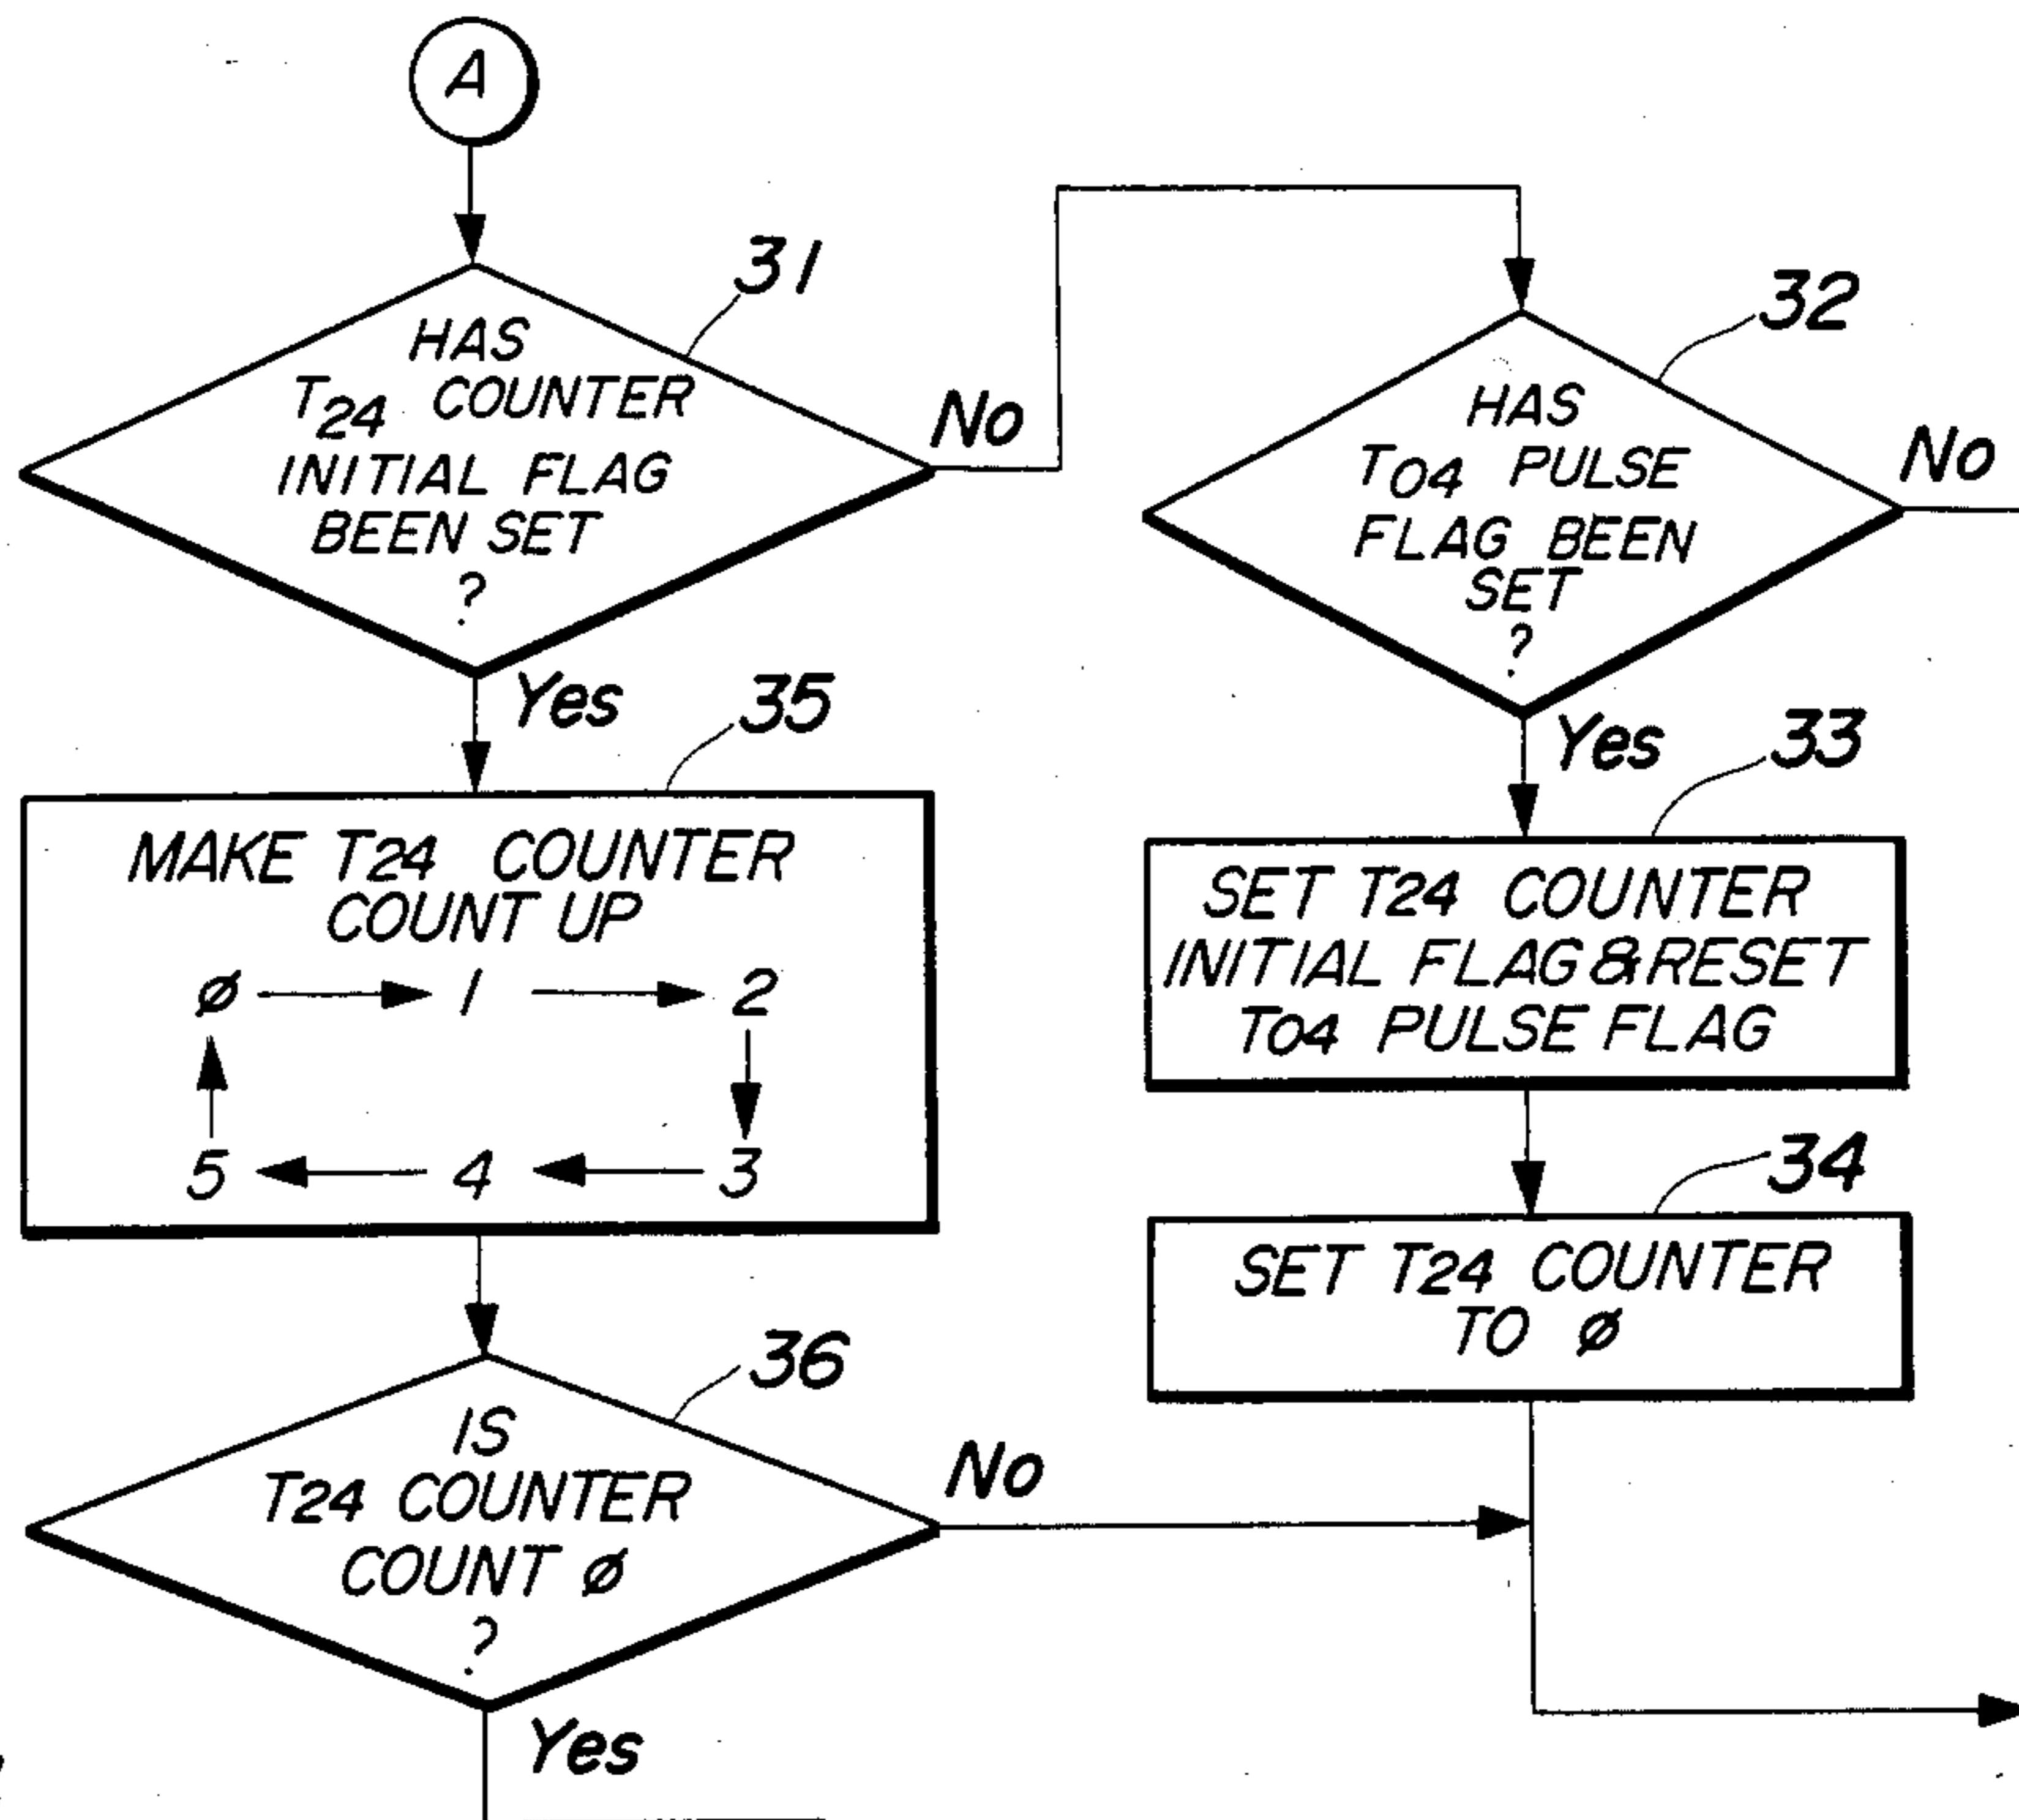 A
31
HAS
T24 COUNTER
INITIAL FLAG
BEEN SET
?
No
Yes
32
HAS
T04 PULSE
FLAG BEEN
SET
?
No
Yes
35
MAKE T24 COUNTER
COUNT UP
ø → 1 → 2
↑ ↓
5 ← 4 ← 3
33
SET T24 COUNTER
INITIAL FLAG & RESET
T04 PULSE FLAG
34
SET T24 COUNTER
TO ø
36
IS
T24 COUNTER
COUNT ø
?
No
Yes